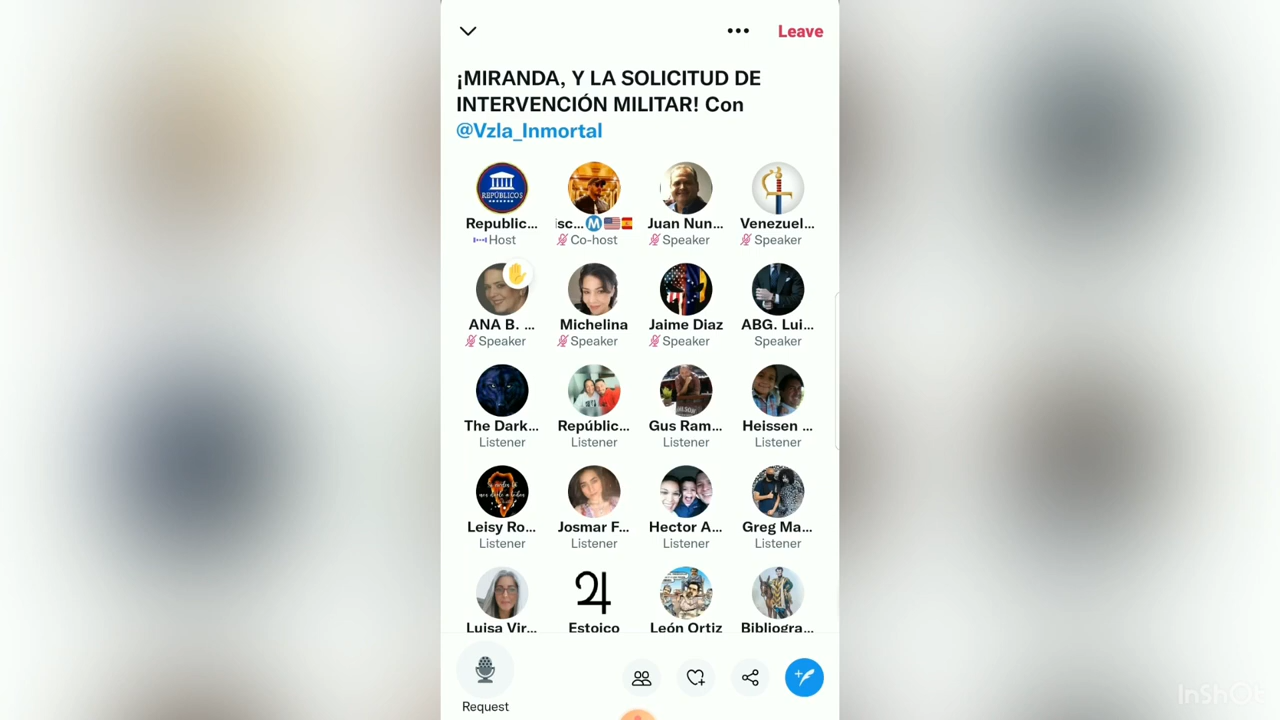 Leave
¡MIRANDA, Y LA SOLICITUD DE
INTERVENCIÓN MILITAR! Con
@Vzla_Inmortal
REPÚBLICOS
Republic... sc... M Juan Nun... Venezuel...
Host Co-host Speaker Speaker
ANA B. ... Michelina Jaime Diaz ABG. Lui...
Speaker Speaker Speaker Speaker
The Dark... Repúblic... Gus Ram... Heissen ...
Listener Listener Listener Listener
Leisy Ro... Josmar F... Hector A... Greg Ma...
Listener Listener Listener Listener
Luisa Vir... Estoico León Ortiz Bibliogra...
Request
InShOt